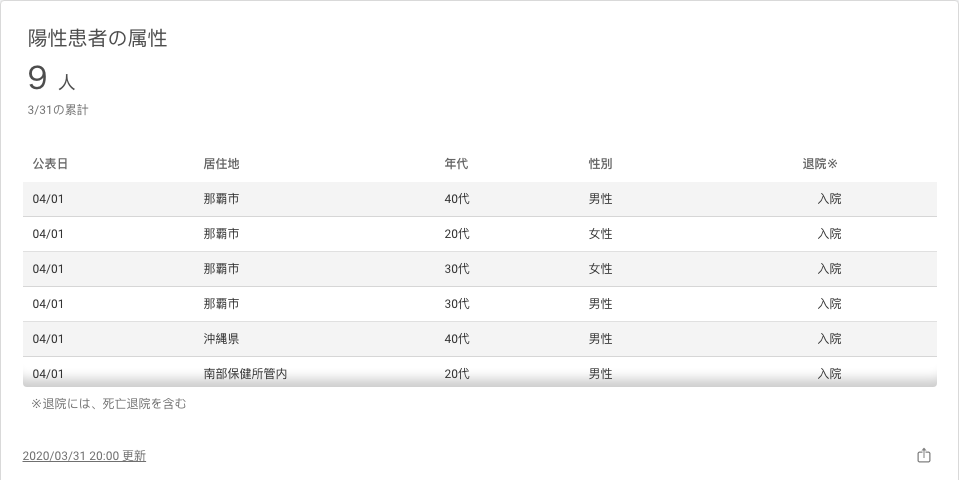 陽性患者の属性
9 人
3/31の累計
公表日 居住地 年代 性別 退院※
04/01 那覇市 40代 男性 入院
04/01 那覇市 20代 女性 入院
04/01 那覇市 30代 女性 入院
04/01 那覇市 30代 男性 入院
04/01 沖縄県 40代 男性 入院
04/01 南部保健所管内 20代 男性 入院
※退院には、死亡退院を含む
2020/03/31 20:00 更新